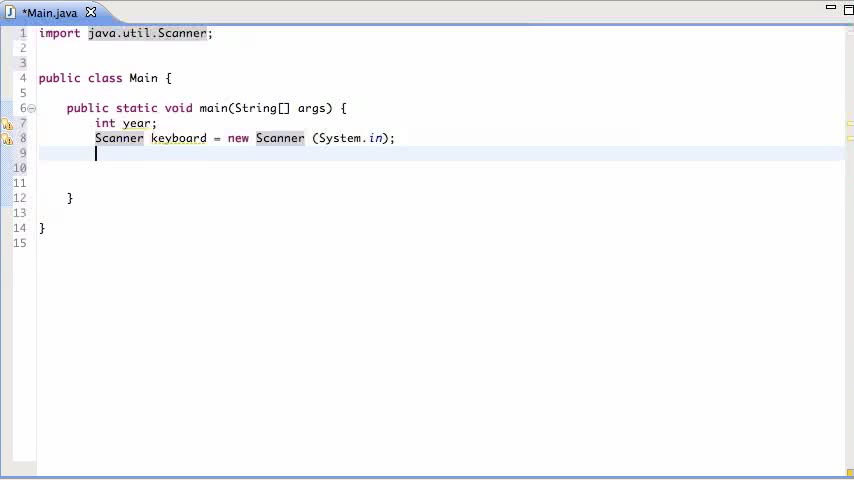 *Main.java
1 import java.util.Scanner;
2
3
4 public class Main {
5
6 public static void main(String[] args) {
7 int year;
8 Scanner keyboard = new Scanner (System.in);
9
10
11
12 }
13
14 }
15